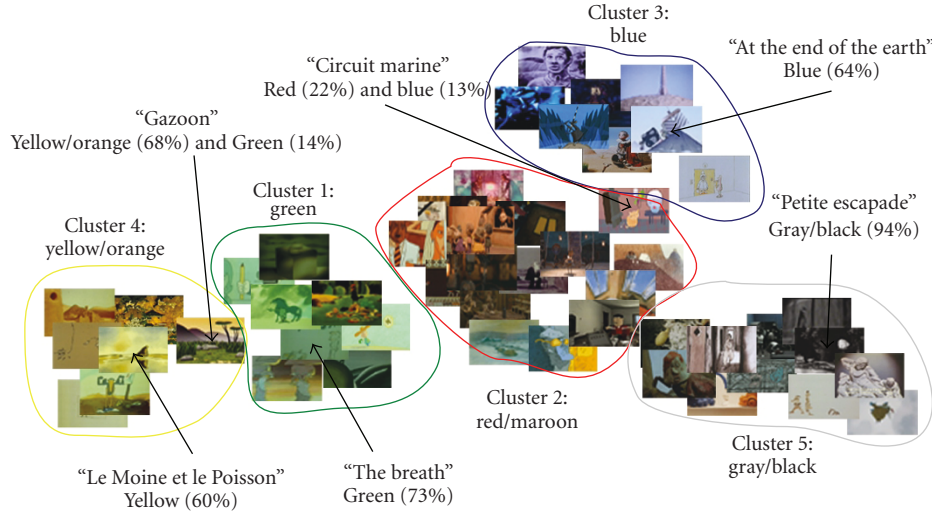 Cluster 3:
blue
“At the end of the earth”
Blue (64%)
“Circuit marine”
Red (22%) and blue (13%)
“Gazoon”
Yellow/orange (68%) and Green (14%)
Cluster 1:
green
Cluster 4:
yellow/orange
“Petite escapade”
Gray/black (94%)
Cluster 2:
red/maroon
Cluster 5:
gray/black
“Le Moine et le Poisson”
Yellow (60%)
“The breath”
Green (73%)